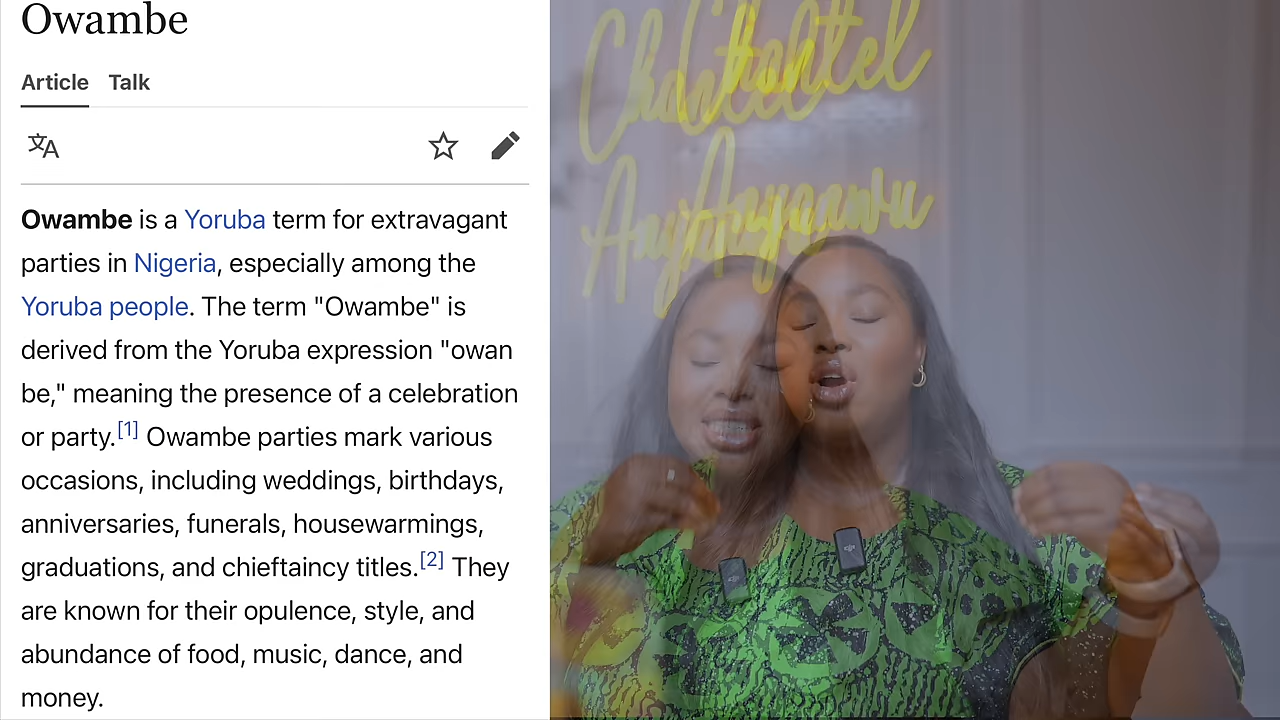 Owambe
Article Talk
Owambe is a Yoruba term for extravagant
parties in Nigeria, especially among the
Yoruba people. The term "Owambe" is
derived from the Yoruba expression "owan
be," meaning the presence of a celebration
or party.[1] Owambe parties mark various
occasions, including weddings, birthdays,
anniversaries, funerals, housewarmings,
graduations, and chieftaincy titles.[2] They
are known for their opulence, style, and
abundance of food, music, dance, and
money.
Chantel
Anyanwu